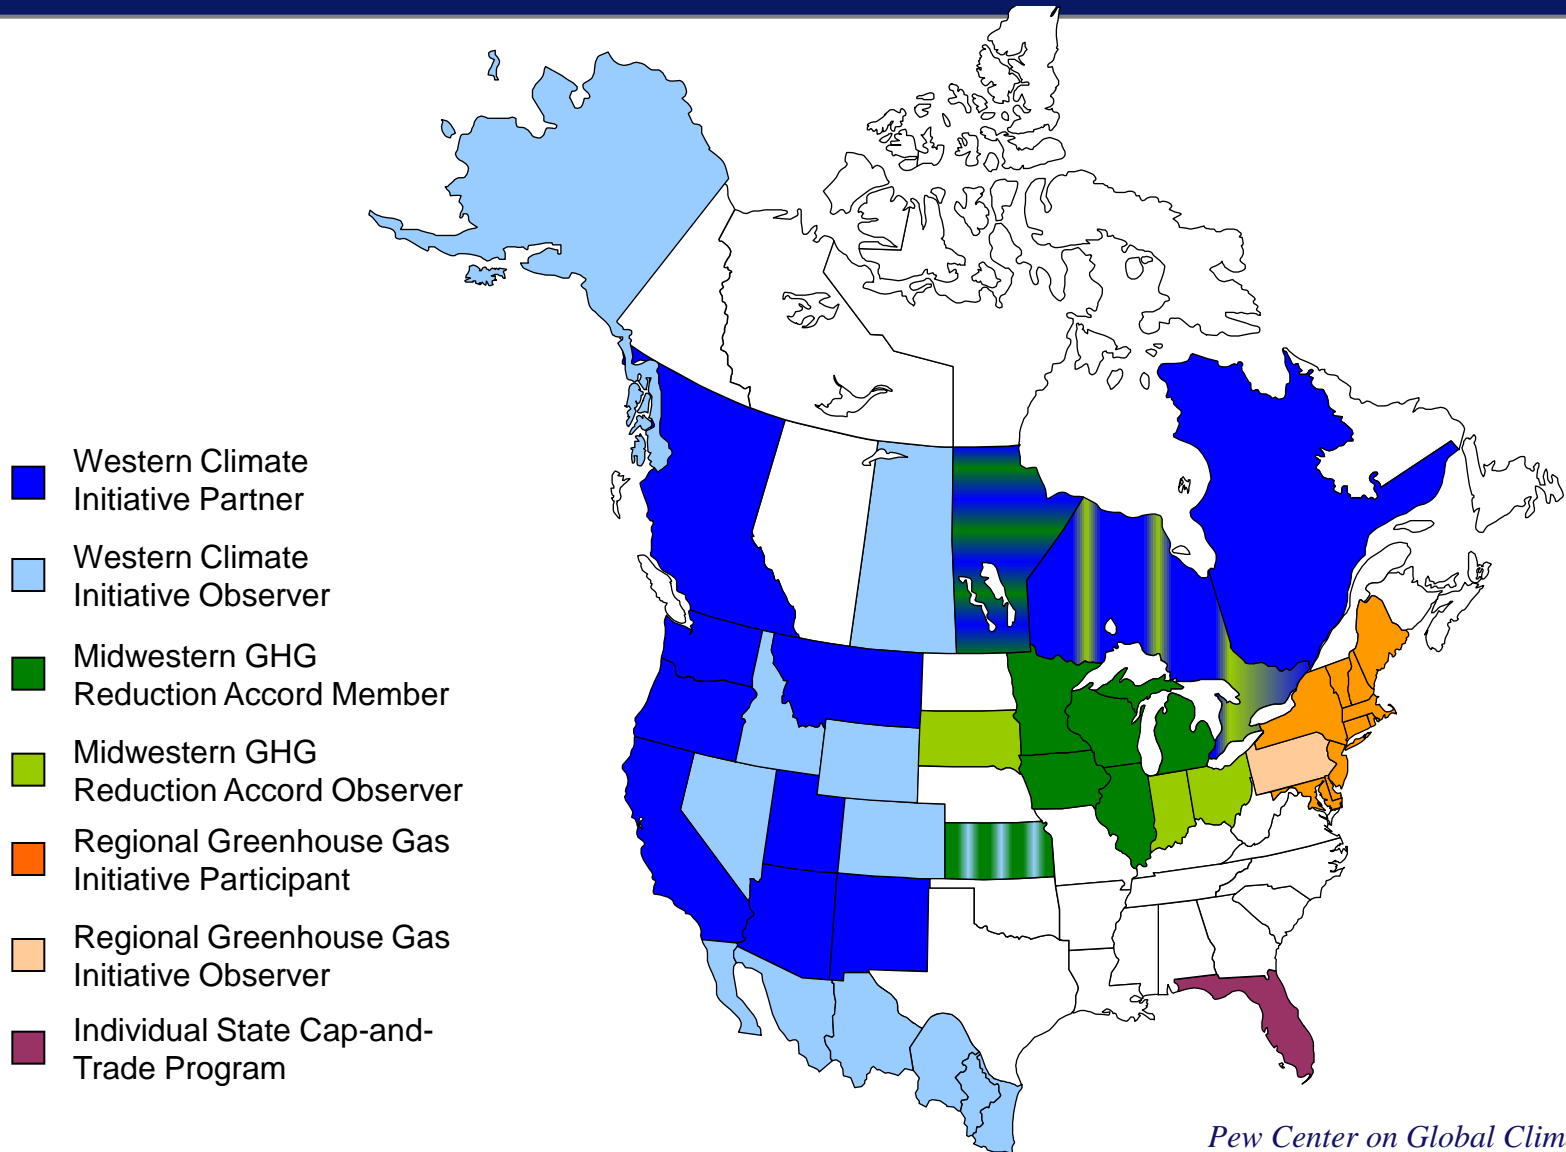 Western Climate
Initiative Partner
Western Climate
Initiative Observer
Midwestern GHG
Reduction Accord Member
Midwestern GHG
Reduction Accord Observer
Regional Greenhouse Gas
Initiative Participant
Regional Greenhouse Gas
Initiative Observer
Individual State Cap-and-
Trade Program
Pew Center on Global Clim